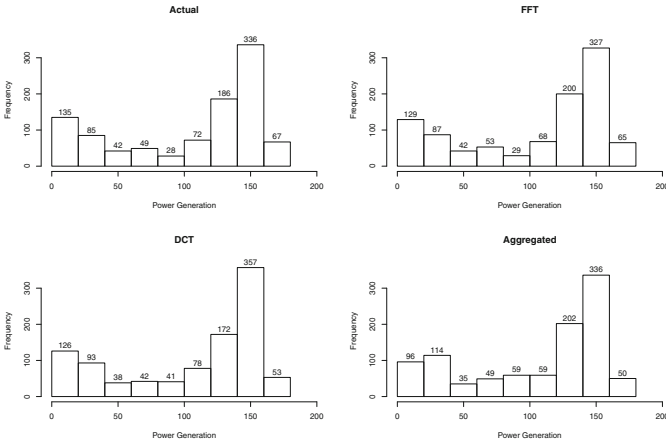 Actual
Frequency
0 100 200 300
135 85 42 49 28 72 186 336 67
0 50 100 150 200
Power Generation
FFT
Frequency
0 100 200 300
129 87 42 53 29 68 200 327 65
0 50 100 150 200
Power Generation
DCT
Frequency
0 100 200 300
126 93 38 42 41 78 172 357 53
0 50 100 150 200
Power Generation
Aggregated
Frequency
0 100 200 300
96 114 35 49 59 59 202 336 50
0 50 100 150 200
Power Generation